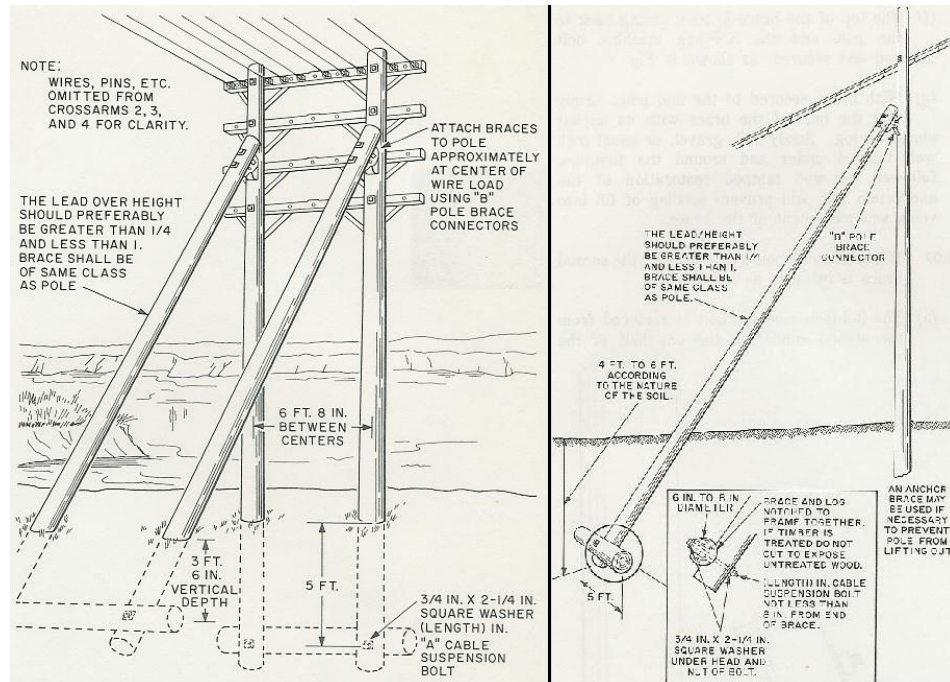 NOTE:
WIRES, PINS, ETC.
OMITTED FROM
CROSSARMS 2, 3,
AND 4 FOR CLARITY.
ATTACH BRACES
TO POLE
APPROXIMATELY
AT CENTER OF
WIRE LOAD
USING "B"
POLE BRACE
CONNECTORS
THE LEAD OVER HEIGHT
SHOULD PREFERABLY
BE GREATER THAN 1/4
AND LESS THAN 1.
BRACE SHALL BE
OF SAME CLASS
AS POLE
6 FT. 8 IN.
BETWEEN
CENTERS
3 FT.
6 IN.
VERTICAL
DEPTH
5 FT.
3/4 IN. X 2-1/4 IN.
SQUARE WASHER
(LENGTH) IN.
"A" CABLE
SUSPENSION
BOLT
THE LEAD/HEIGHT
SHOULD PREFERABLY
BE GREATER THAN 1/4
AND LESS THAN 1.
BRACE SHALL BE
OF SAME CLASS
AS POLE.
"B" POLE
BRACE
CONNECTOR
4 FT. TO 6 FT.
ACCORDING
TO THE NATURE
OF THE SOIL.
5 FT.
6 IN. TO 8 IN.
DIAMETER
BRACE AND LOG
NOTCHED TO
FRAME TOGETHER.
IF TIMBER IS
TREATED DO NOT
CUT TO EXPOSE
UNTREATED WOOD.
(LENGTH) IN. CABLE
SUSPENSION BOLT
NOT LESS THAN
8 IN. FROM END
OF BRACE.
3/4 IN. X 2-1/4 IN.
SQUARE WASHER
UNDER HEAD AND
NUT OF BOLT.
AN ANCHOR
BRACE MAY
BE USED IF
NECESSARY
TO PREVENT
POLE FROM
LIFTING OUT